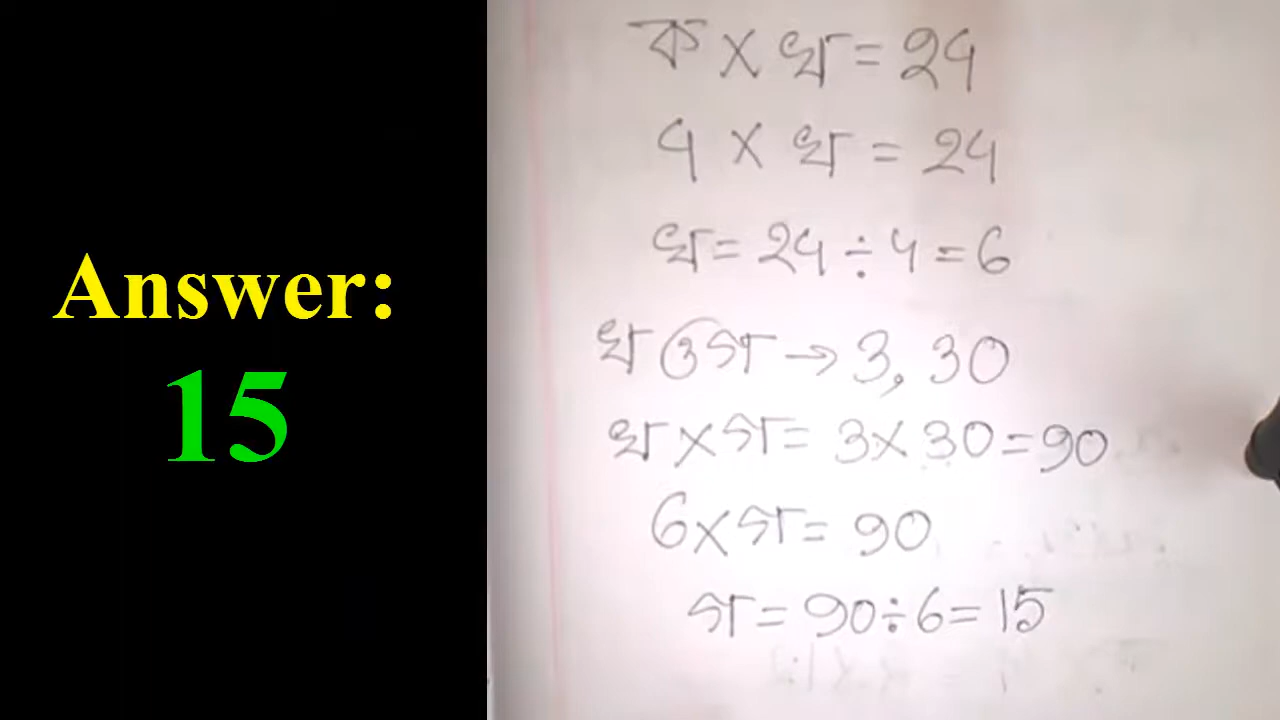 Answer:
15
ক × খ = 24
4 × খ = 24
খ = 24 ÷ 4 = 6
খ ও গ → 3, 30
খ × গ = 3 × 30 = 90
6 × গ = 90
গ = 90 ÷ 6 = 15